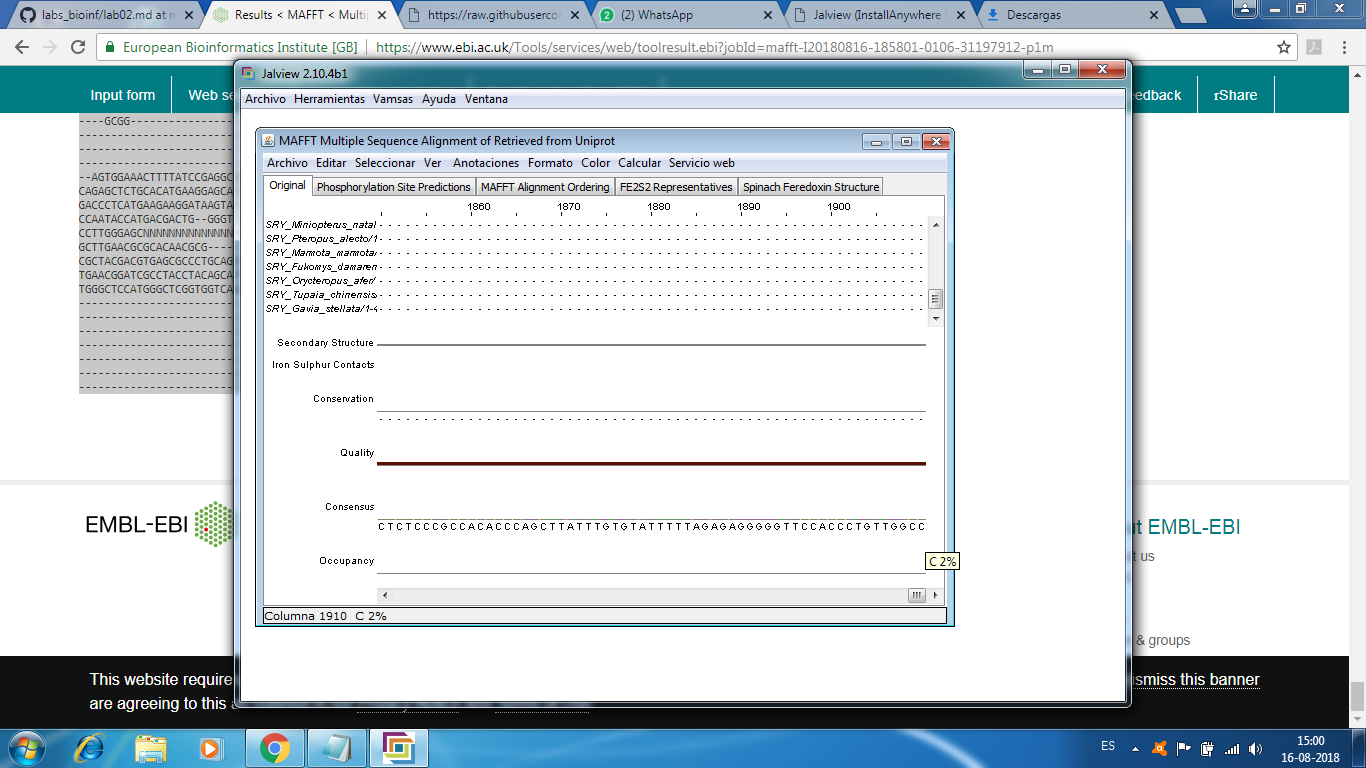 labs_bioinf/lab02.md at m
Results < MAFFT < Multip
https://raw.githubuserco
(2) WhatsApp
Jalview (InstallAnywhere
Descargas
European Bioinformatics Institute [GB]
https://www.ebi.ac.uk/Tools/services/web/toolresult.ebi?jobId=mafft-I20180816-185801-0106-31197912-p1m
Input form
Web se
edback
rShare
Jalview 2.10.4b1
Archivo Herramientas Vamsas Ayuda Ventana
MAFFT Multiple Sequence Alignment of Retrieved from Uniprot
Archivo Editar Seleccionar Ver Anotaciones Formato Color Calcular Servicio web
Original
Phosphorylation Site Predictions
MAFFT Alignment Ordering
FE2S2 Representatives
Spinach Feredoxin Structure
1860 1870 1880 1890 1900
SRY_Miniopterus_natal
SRY_Pteropus_alecto/1
SRY_Marmota_marmota/
SRY_Fukomys_damaren
SRY_Orycteropus_afer/
SRY_Tupaia_chinensis/
SRY_Gavia_stellata/1-4
Secondary Structure
Iron Sulphur Contacts
Conservation
Quality
Consensus
CTCTCCCGCCACACCCAGCTTATTTGTGTATTTTTAGAGAGGGGGTTCCACCCTGTTGGCC
Occupancy
C 2%
Columna 1910 C 2%
----GCGG---------------
--AGTGGAAACTTTTATCCGAGGC
CAGAGCTCTGCACATGAAGGAGCA
GACCCTCATGAAGAAGGATAAGTA
CCAATACCATGACGACTG--GGGT
CCTTGGGAGCNNNNNNNNNNNNNN
GCTTGAACGCGCACAACGCG----
CGCTACGACGTGAGCGCCCTGCAG
TGAACGGATCGCCTACCTACAGCA
TGGGCTCCATGGGCTCGGTGGTCA
EMBL-EBI
ut EMBL-EBI
t us
& groups
This website require
ismiss this banner
are agreeing to this a
ES
15:00
16-08-2018